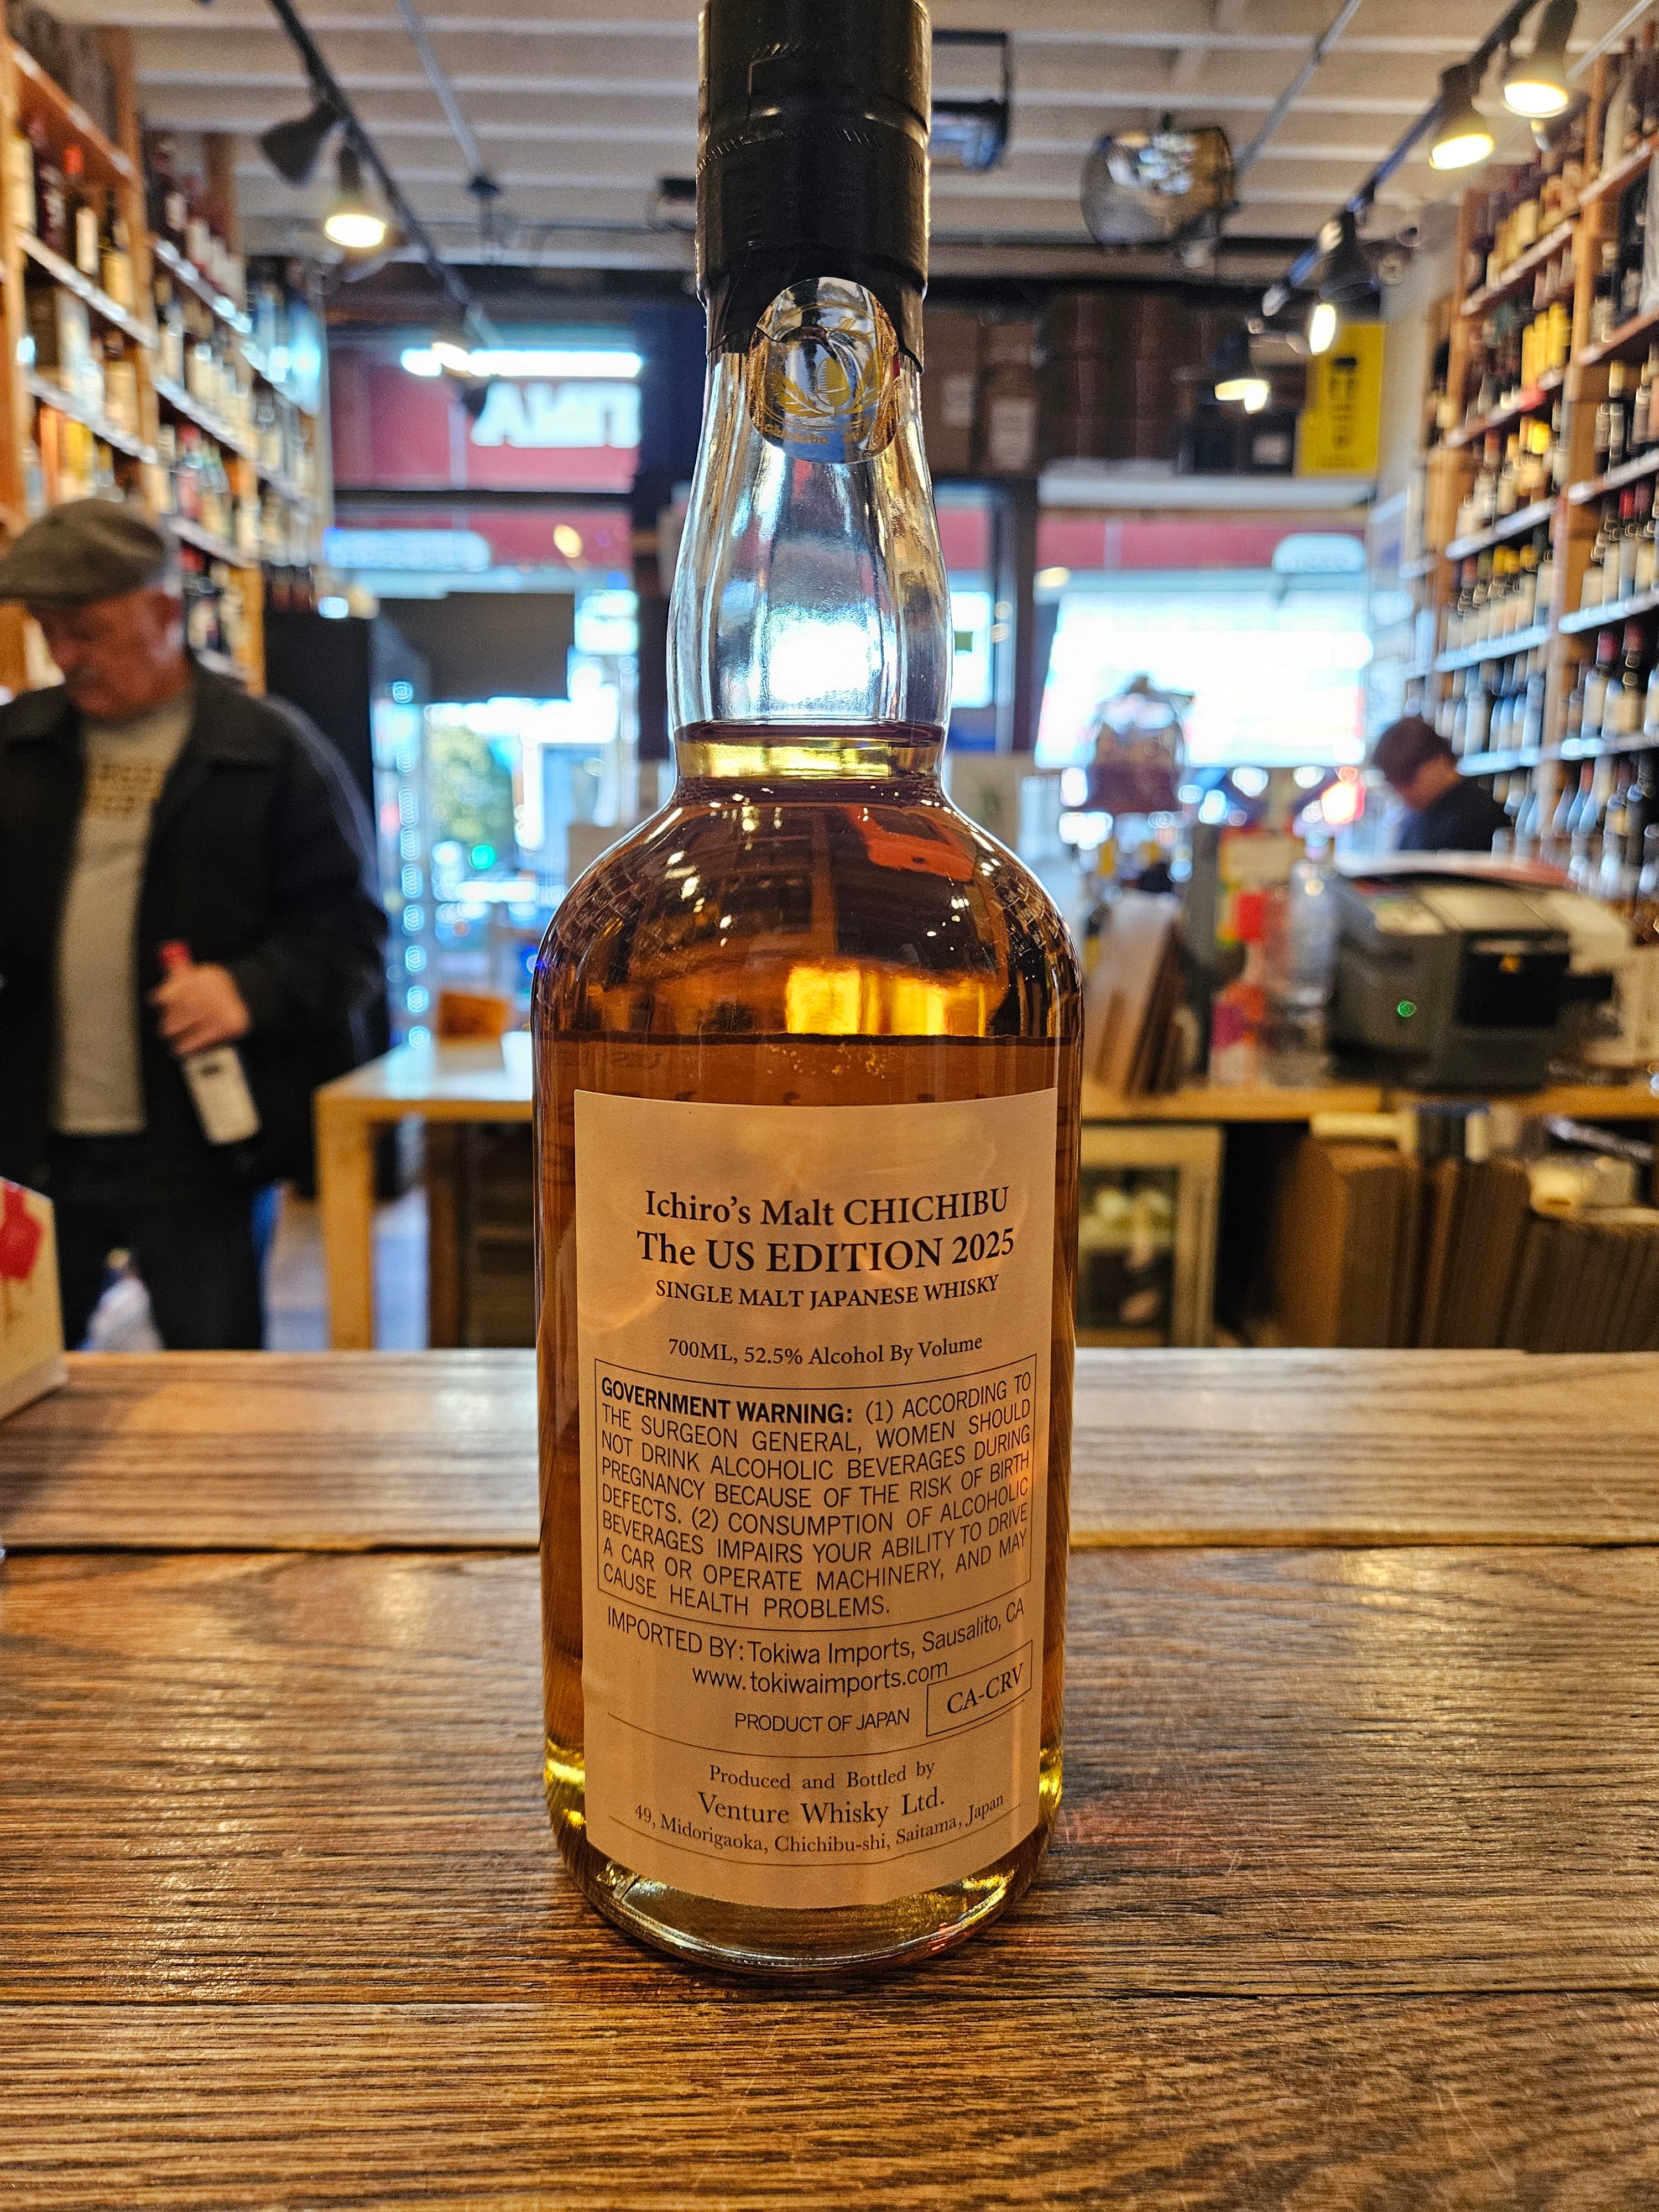 Ichiro's Malt CHICHIBU
The US EDITION 2025
SINGLE MALT JAPANESE WHISKY
700ML, 52.5% Alcohol By Volume
GOVERNMENT WARNING: (1) ACCORDING TO
THE SURGEON GENERAL, WOMEN SHOULD
NOT DRINK ALCOHOLIC BEVERAGES DURING
PREGNANCY BECAUSE OF THE RISK OF BIRTH
DEFECTS. (2) CONSUMPTION OF ALCOHOLIC
BEVERAGES IMPAIRS YOUR ABILITY TO DRIVE
A CAR OR OPERATE MACHINERY, AND MAY
CAUSE HEALTH PROBLEMS.
IMPORTED BY: Tokiwa Imports, Sausalito, CA
www.tokiwaimports.com
CA-CRV
PRODUCT OF JAPAN
Produced and Bottled by
Venture Whisky Ltd.
49, Midorigaoka, Chichibu-shi, Saitama, Japan